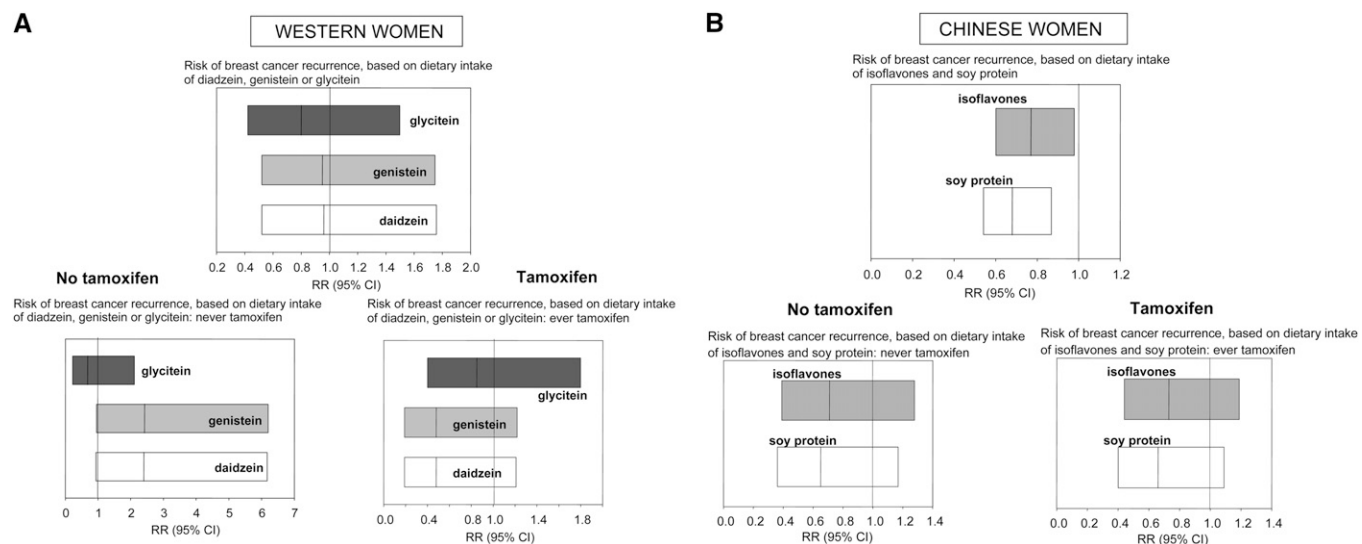 A
WESTERN WOMEN
Risk of breast cancer recurrence, based on dietary intake
of diadzein, genistein or glycitein
glycitein
genistein
daidzein
0.2 0.4 0.6 0.8 1.0 1.2 1.4 1.6 1.8 2.0
RR (95% CI)
No tamoxifen
Risk of breast cancer recurrence, based on dietary intake
of diadzein, genistein or glycitein: never tamoxifen
glycitein
genistein
daidzein
0 1 2 3 4 5 6 7
RR (95% CI)
Tamoxifen
Risk of breast cancer recurrence, based on dietary intake
of diadzein, genistein or glycitein: ever tamoxifen
glycitein
genistein
daidzein
0.0 0.4 0.6 1.0 1.2 1.8
RR (95% CI)
B
CHINESE WOMEN
Risk of breast cancer recurrence, based on dietary intake
of isoflavones and soy protein
isoflavones
soy protein
0.0 0.2 0.4 0.6 0.8 1.0 1.2
RR (95% CI)
No tamoxifen
Risk of breast cancer recurrence, based on dietary intake
of isoflavones and soy protein: never tamoxifen
isoflavones
soy protein
0.0 0.2 0.4 0.6 0.8 1.0 1.2 1.4
RR (95% CI)
Tamoxifen
Risk of breast cancer recurrence, based on dietary intake
of isoflavones and soy protein: ever tamoxifen
isoflavones
soy protein
0.0 0.2 0.4 0.6 0.8 1.0 1.2 1.4
RR (95% CI)